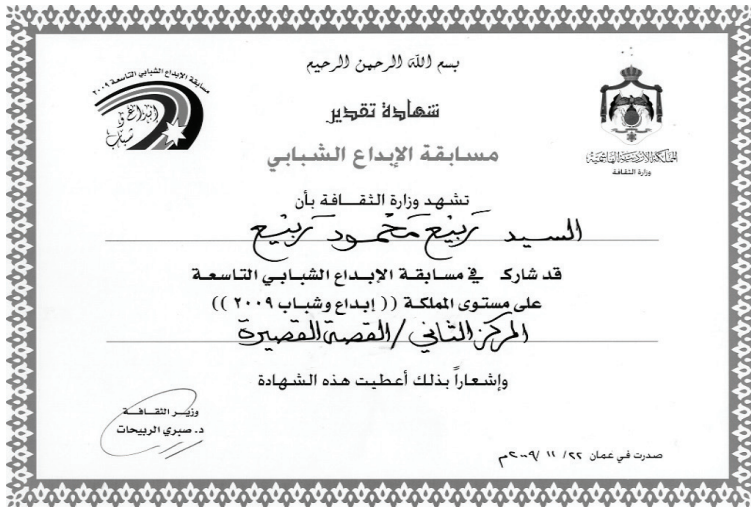 بسم الله الرحمن الرحيم
مسابقة الإبداع الشبابي التاسعة ٢٠٠٩
إبداع و
شباب
المملكة الأردنية الهاشمية
وزارة الثقافة
شهادة تقدير
مسابقة الإبداع الشبابي
تشهد وزارة الثقافة بأن
السيد ربيع محمود ربيع
قد شارك في مسابقة الإبداع الشبابي التاسعة
على مستوى المملكة (( إبداع وشباب ٢٠٠٩ ))
المركز الثاني / القصة القصيرة
وإشعاراً بذلك أعطيت هذه الشهادة
وزير الثقافة
د. صبري الربيحات
صدرت في عمان ٢٢/ ١١ /٢٠٠٩م